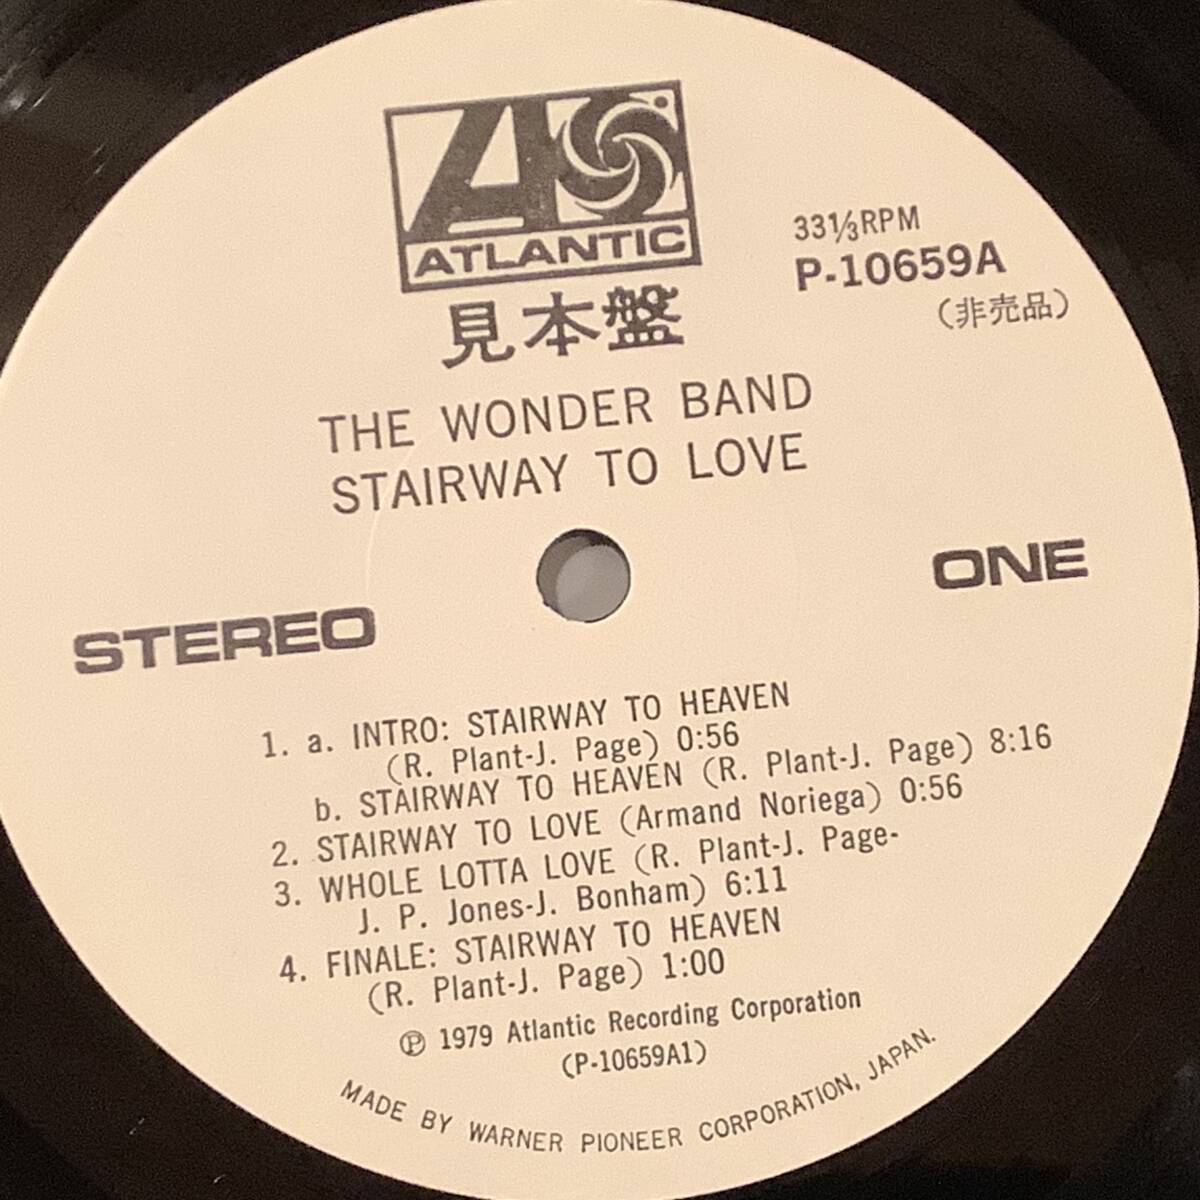 ATLANTIC
33⅓RPM
P-10659A
(非売品)
見本盤
THE WONDER BAND
STAIRWAY TO LOVE
STEREO
ONE
1. a. INTRO: STAIRWAY TO HEAVEN
(R. Plant-J. Page) 0:56
b. STAIRWAY TO HEAVEN (R. Plant-J. Page) 8:16
2. STAIRWAY TO LOVE (Armand Noriega) 0:56
3. WHOLE LOTTA LOVE (R. Plant-J. Page-
J. P. Jones-J. Bonham) 6:11
4. FINALE: STAIRWAY TO HEAVEN
(R. Plant-J. Page) 1:00
℗ 1979 Atlantic Recording Corporation
(P-10659A1)
MADE BY WARNER PIONEER CORPORATION, JAPAN.